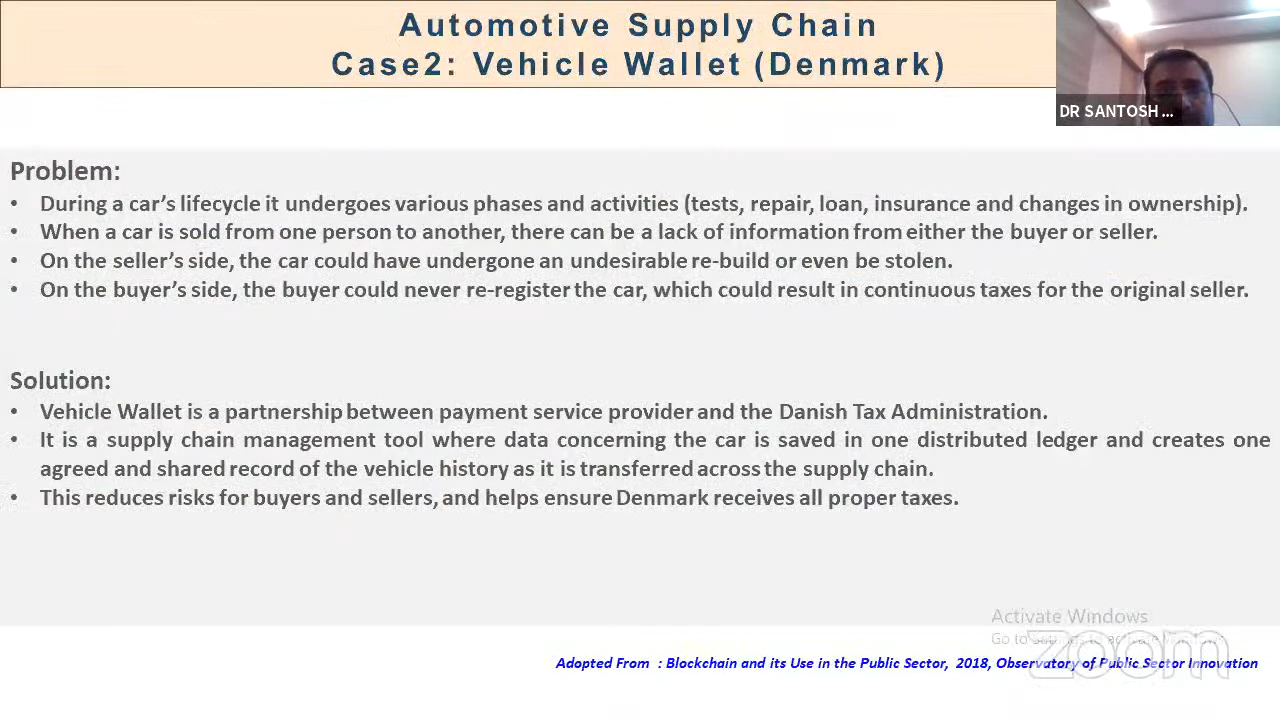 Automotive Supply Chain
Case2: Vehicle Wallet (Denmark)
DR SANTOSH ...
Problem:
• During a car’s lifecycle it undergoes various phases and activities (tests, repair, loan, insurance and changes in ownership).
• When a car is sold from one person to another, there can be a lack of information from either the buyer or seller.
• On the seller’s side, the car could have undergone an undesirable re-build or even be stolen.
• On the buyer’s side, the buyer could never re-register the car, which could result in continuous taxes for the original seller.
Solution:
• Vehicle Wallet is a partnership between payment service provider and the Danish Tax Administration.
• It is a supply chain management tool where data concerning the car is saved in one distributed ledger and creates one
agreed and shared record of the vehicle history as it is transferred across the supply chain.
• This reduces risks for buyers and sellers, and helps ensure Denmark receives all proper taxes.
Activate Windows
Go to Settings to activate Windows.
zoom
Adopted From : Blockchain and its Use in the Public Sector, 2018, Observatory of Public Sector Innovation